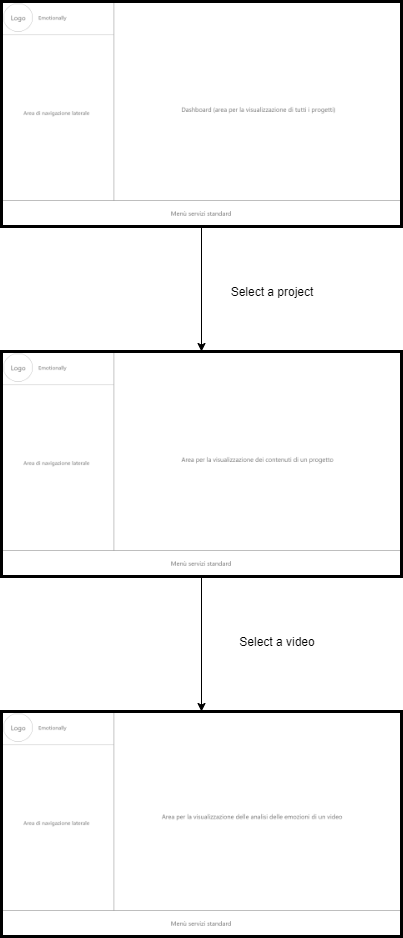 Logo
Emotionally
Area di navigazione laterale
Dashboard (area per la visualizzazione di tutti i progetti)
Menù servizi standard
Select a project
Logo
Emotionally
Area di navigazione laterale
Area per la visualizzazione dei contenuti di un progetto
Menù servizi standard
Select a video
Logo
Emotionally
Area di navigazione laterale
Area per la visualizzazione delle analisi delle emozioni di un video
Menù servizi standard